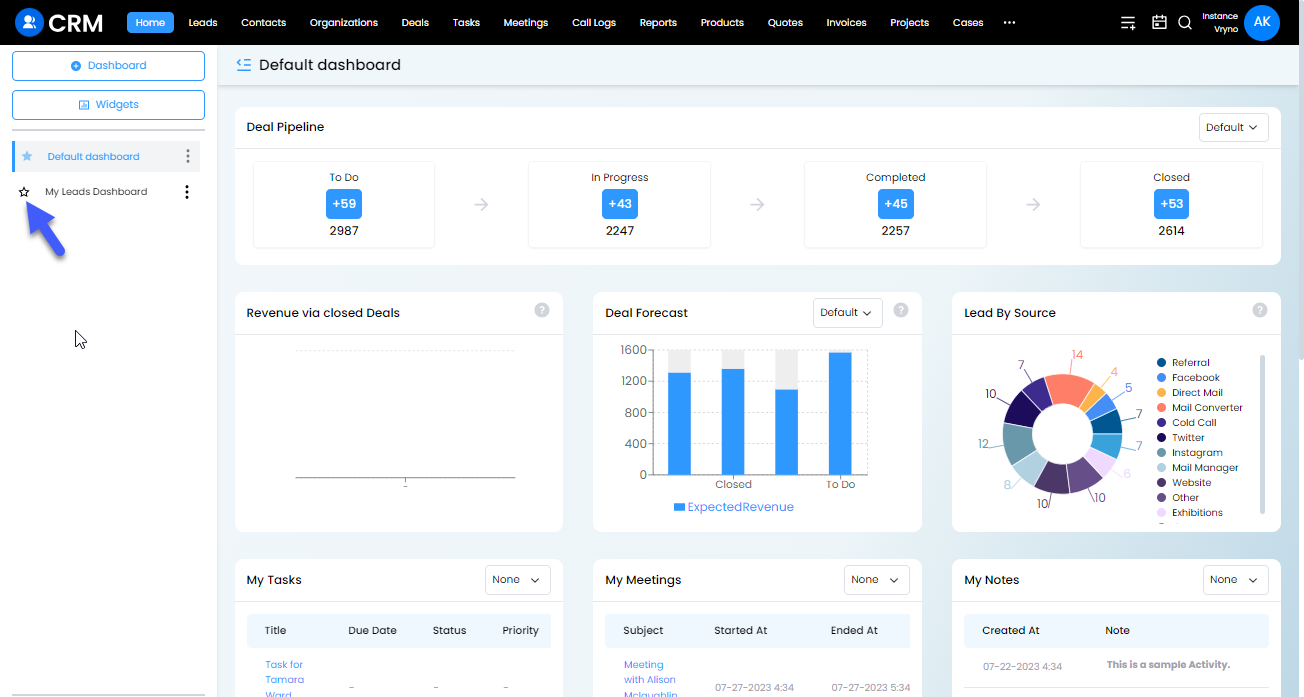 CRM
Home Leads Contacts Organizations Deals Tasks Meetings Call Logs Reports Products Quotes Invoices Projects Cases
Instance
Vryno
AK
Dashboard
Widgets
Default dashboard
My Leads Dashboard
Default dashboard
Deal Pipeline
Default
To Do
+59
2987
In Progress
+43
2247
Completed
+45
2257
Closed
+53
2614
Revenue via closed Deals
-
Deal Forecast
Default
1600
1200
800
400
0
Closed To Do
ExpectedRevenue
Lead By Source
14
4
5
7
7
6
10
10
8
12
10
7
Referral
Facebook
Direct Mail
Mail Converter
Cold Call
Twitter
Instagram
Mail Manager
Website
Other
Exhibitions
My Tasks
None
Title Due Date Status Priority
Task for
Tamara
Ward
- - -
My Meetings
None
Subject Started At Ended At
Meeting
with Alison
Mclaughlin
07-27-2023 4:34 07-27-2023 5:34
My Notes
None
Created At Note
07-22-2023 4:34 This is a sample Activity.